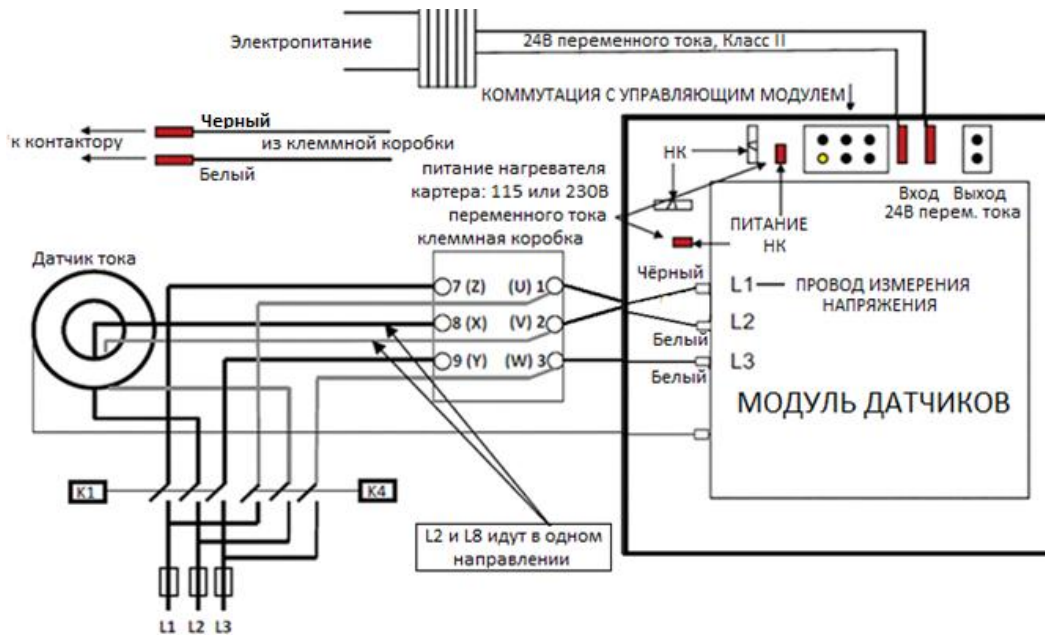 Электропитание
24В переменного тока, Класс II
КОММУТАЦИЯ С УПРАВЛЯЮЩИМ МОДУЛЕМ
Черный
к контактору
из клеммной коробки
Белый
НК
питание нагревателя
картера: 115 или 230В
переменного тока
клеммная коробка
Вход
Выход
24В перем. тока
ПИТАНИЕ
НК
Датчик тока
7 (Z) (U) 1
8 (X) (V) 2
9 (Y) (W) 3
Чёрный
L1
ПРОВОД ИЗМЕРЕНИЯ
НАПРЯЖЕНИЯ
L2
Белый
L3
Белый
МОДУЛЬ ДАТЧИКОВ
K1
K4
L2 и L8 идут в одном
направлении
L1 L2 L3